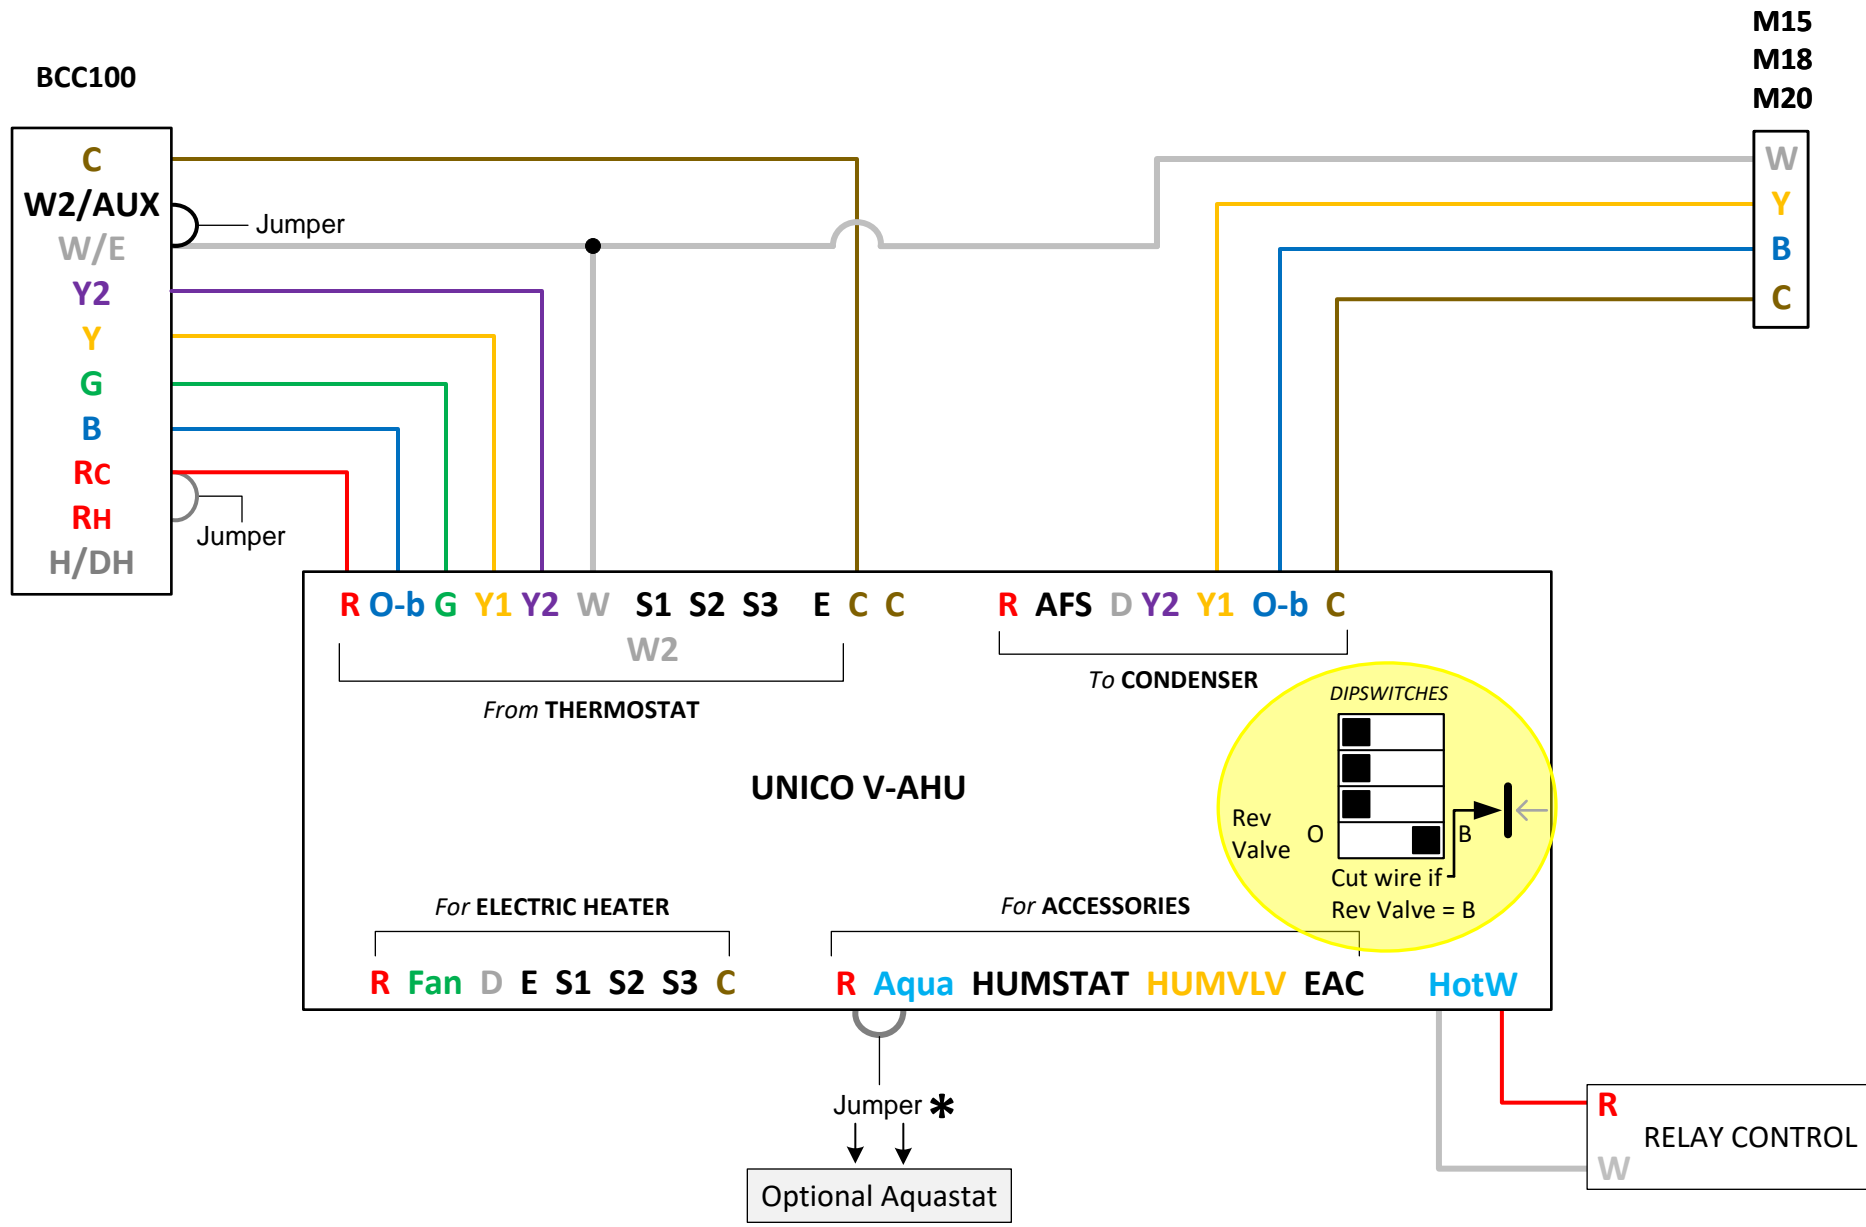 M15
M18
M20
BCC100
C
W2/AUX
W/E
Y2
Y
G
B
RC
RH
H/DH
Jumper
Jumper
W
Y
B
C
R O-b G Y1 Y2 W S1 S2 S3 E C C
W2
From THERMOSTAT
R AFS D Y2 Y1 O-b C
To CONDENSER
DIPSWITCHES
Rev
Valve
O
B
Cut wire if
Rev Valve = B
UNICO V-AHU
For ELECTRIC HEATER
R Fan D E S1 S2 S3 C
For ACCESSORIES
R Aqua HUMSTAT HUMVLV EAC
HotW
Jumper *
Optional Aquastat
R
RELAY CONTROL
W